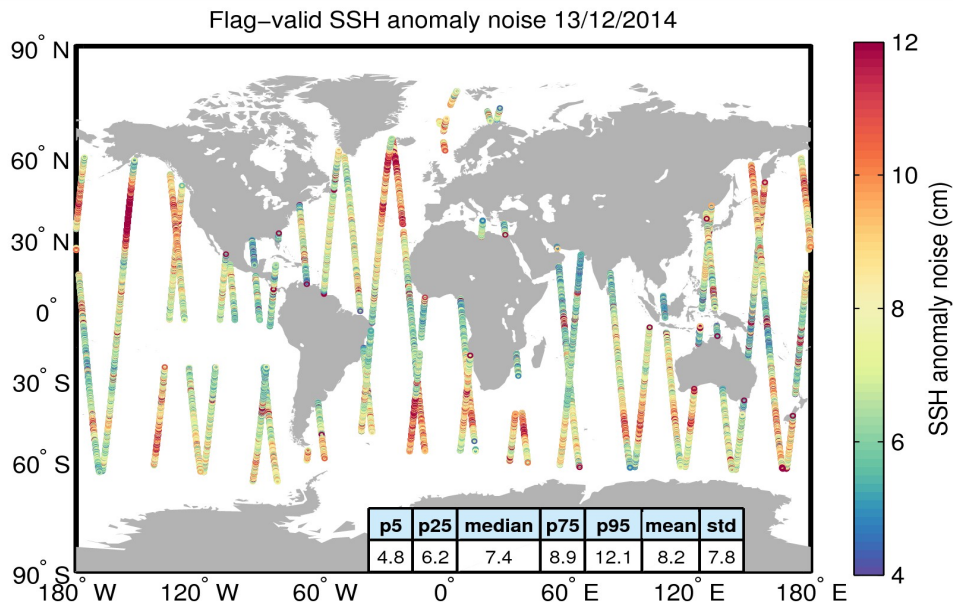 Flag−valid SSH anomaly noise 13/12/2014
90° N
60° N
30° N
0°
30° S
60° S
90° S
180° W 120° W 60° W 0° 60° E 120° E 180° E
p5 p25 median p75 p95 mean std
4.8 6.2 7.4 8.9 12.1 8.2 7.8
12
10
8
6
4
SSH anomaly noise (cm)